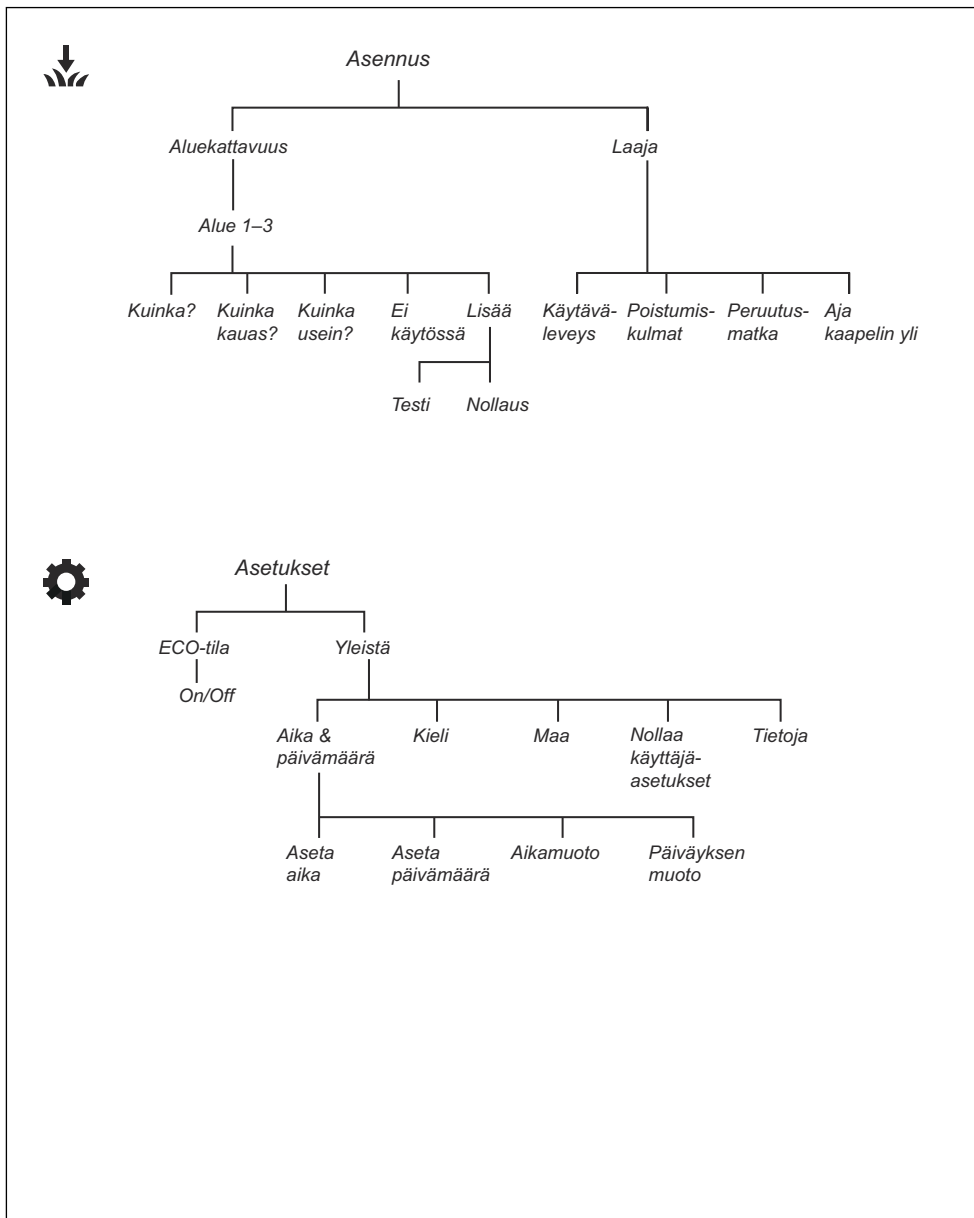 Asennus
Aluekattavuus
Laaja
Alue 1–3
Kuinka?
Kuinka
kauas?
Kuinka
usein?
Ei
käytössä
Lisää
Käytävä-
leveys
Poistumis-
kulmat
Peruutus-
matka
Aja
kaapelin yli
Testi
Nollaus
Asetukset
ECO-tila
Yleistä
On/Off
Aika &
päivämäärä
Kieli
Maa
Nollaa
käyttäjä-
asetukset
Tietoja
Aseta
aika
Aseta
päivämäärä
Aikamuoto
Päiväyksen
muoto